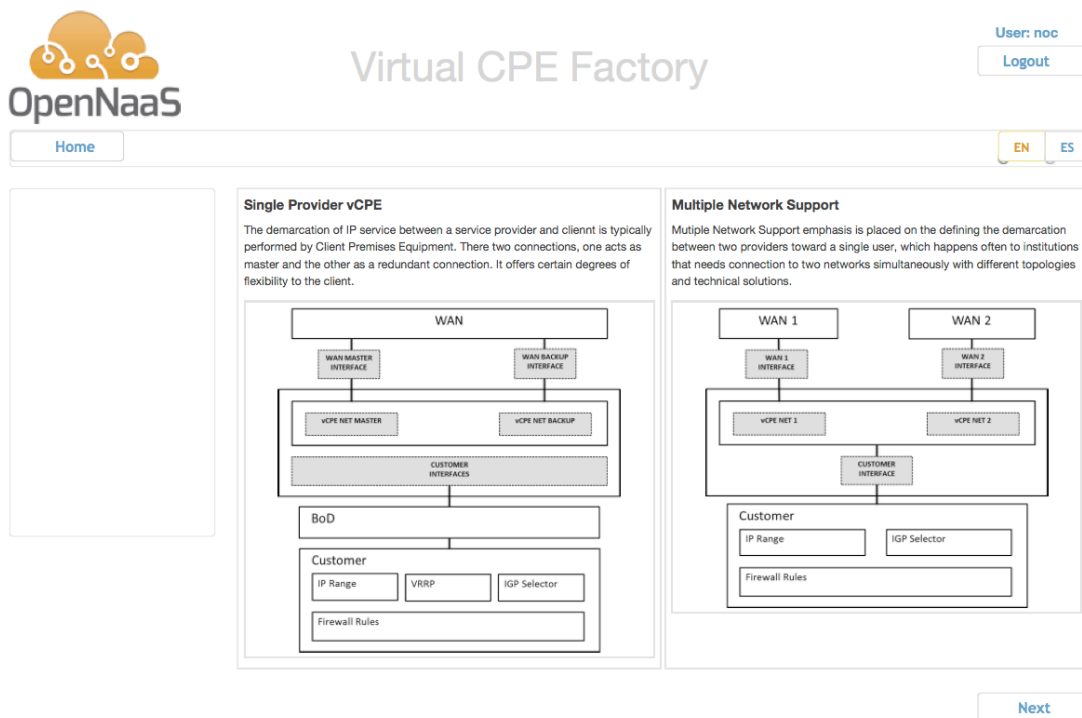 OpenNaaS
Virtual CPE Factory
User: noc
Logout
Home
EN
ES
Single Provider vCPE
The demarcation of IP service between a service provider and cliennt is typically
performed by Client Premises Equipment. There two connections, one acts as
master and the other as a redundant connection. It offers certain degrees of
flexibility to the client.
WAN
WAN MASTER
INTERFACE
WAN BACKUP
INTERFACE
vCPE NET MASTER
vCPE NET BACKUP
CUSTOMER
INTERFACES
BoD
Customer
IP Range
VRRP
IGP Selector
Firewall Rules
Multiple Network Support
Mutiple Network Support emphasis is placed on the defining the demarcation
between two providers toward a single user, which happens often to institutions
that needs connection to two networks simultaneously with different topologies
and technical solutions.
WAN 1
WAN 2
WAN 1
INTERFACE
WAN 2
INTERFACE
vCPE NET 1
vCPE NET 2
CUSTOMER
INTERFACE
Customer
IP Range
IGP Selector
Firewall Rules
Next